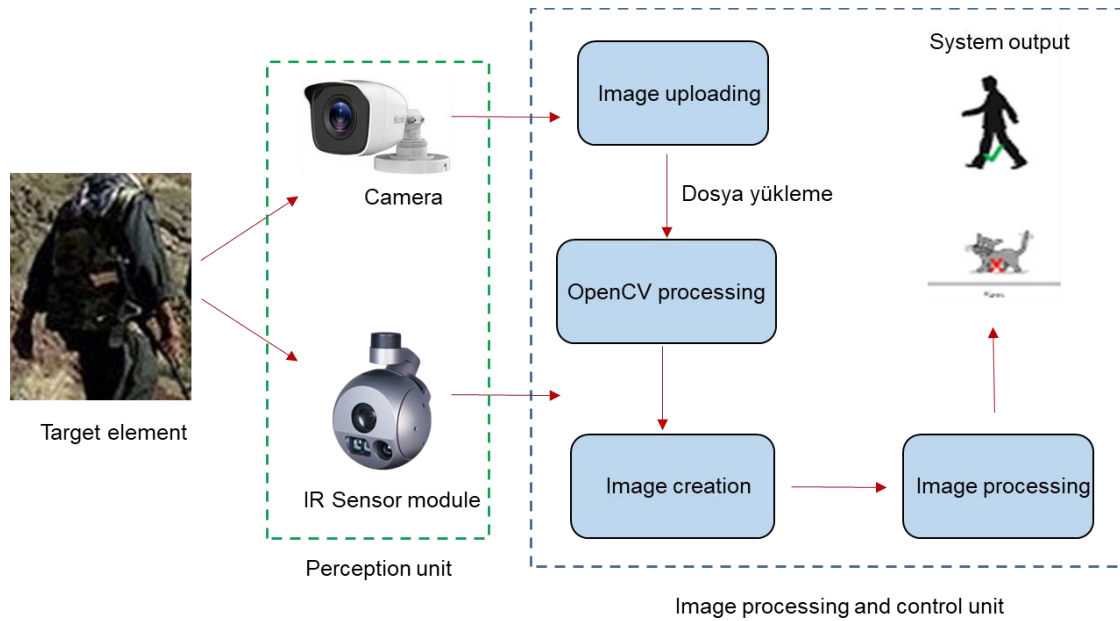 System output
Image uploading
Camera
Dosya yükleme
OpenCV processing
Target element
IR Sensor module
Image creation
Image processing
Perception unit
Image processing and control unit